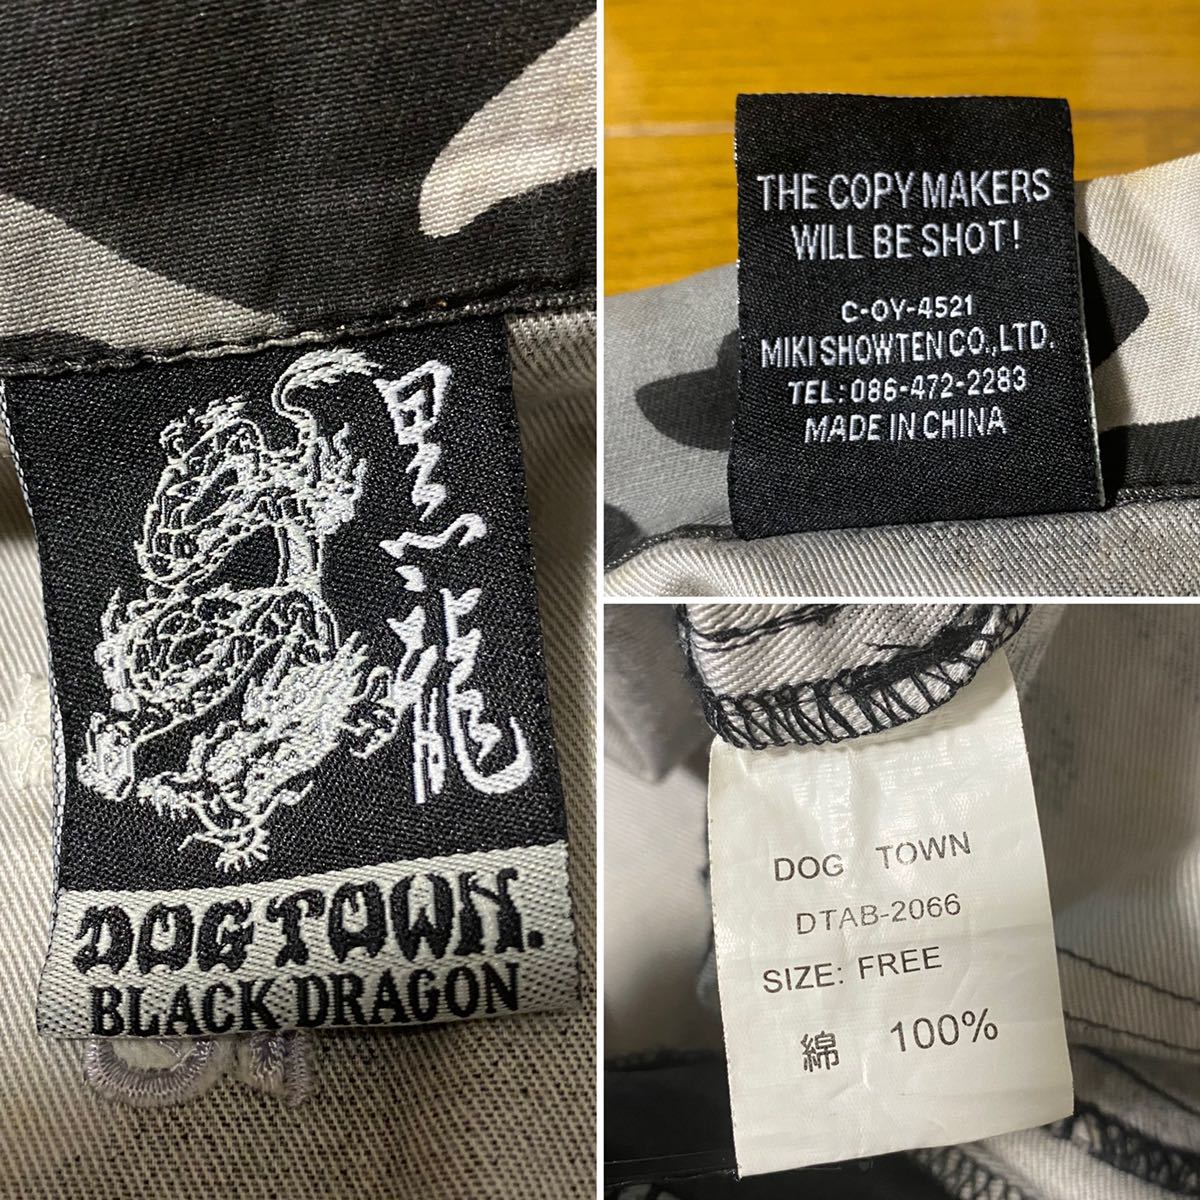 黒い龍
DOG TOWN.
BLACK DRAGON
THE COPY MAKERS
WILL BE SHOT!
C-OY-4521
MIKI SHOWTEN CO., LTD.
TEL: 086-472-2283
MADE IN CHINA
DOG TOWN
DTAB-2066
SIZE: FREE
綿 100%